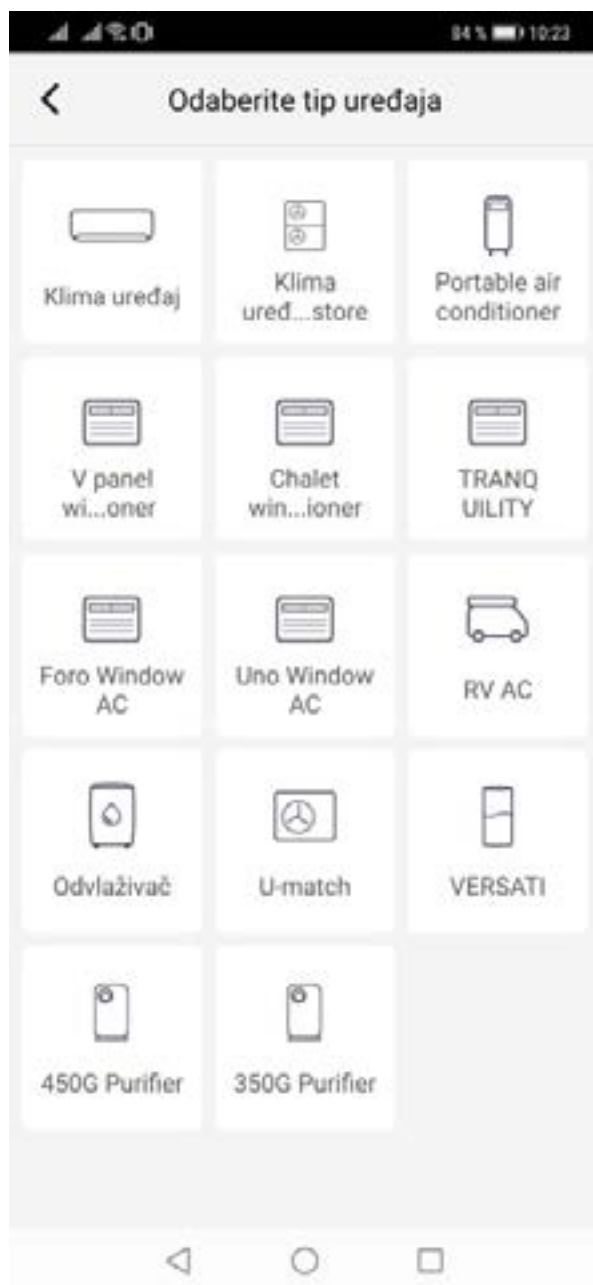 84 % 10:23
Odaberite tip uređaja
Klima uređaj
Klima
uređ...store
Portable air
conditioner
V panel
wi...oner
Chalet
win...ioner
TRANQ
UILITY
Foro Window
AC
Uno Window
AC
RV AC
Odvlaživač
U-match
VERSATI
450G Purifier
350G Purifier